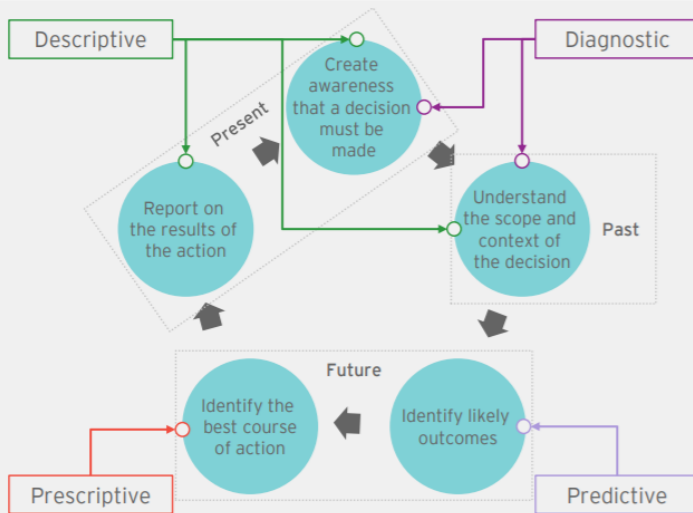 Descriptive
Diagnostic
Create
awareness
that a decision
must be
made
Present
Report on
the results of
the action
Understand
the scope and
context of
the decision
Past
Future
Identify the
best course
of action
Identify likely
outcomes
Prescriptive
Predictive